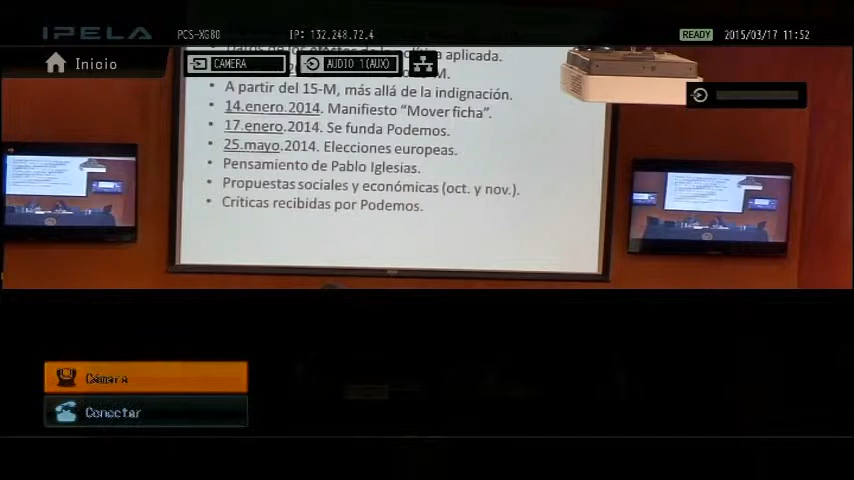 IPELA PCS-XG80 IP: 132.248.72.4 READY 2015/03/17 11:52
Inicio CAMERA AUDIO 1(AUX)
aplicada.
A partir del 15-M, más allá de la indignación.
14.enero.2014. Manifiesto "Mover ficha".
17.enero.2014. Se funda Podemos.
25.mayo.2014. Elecciones europeas.
Pensamiento de Pablo Iglesias.
Propuestas sociales y económicas (oct. y nov.).
Críticas recibidas por Podemos.
Cámara
Conectar